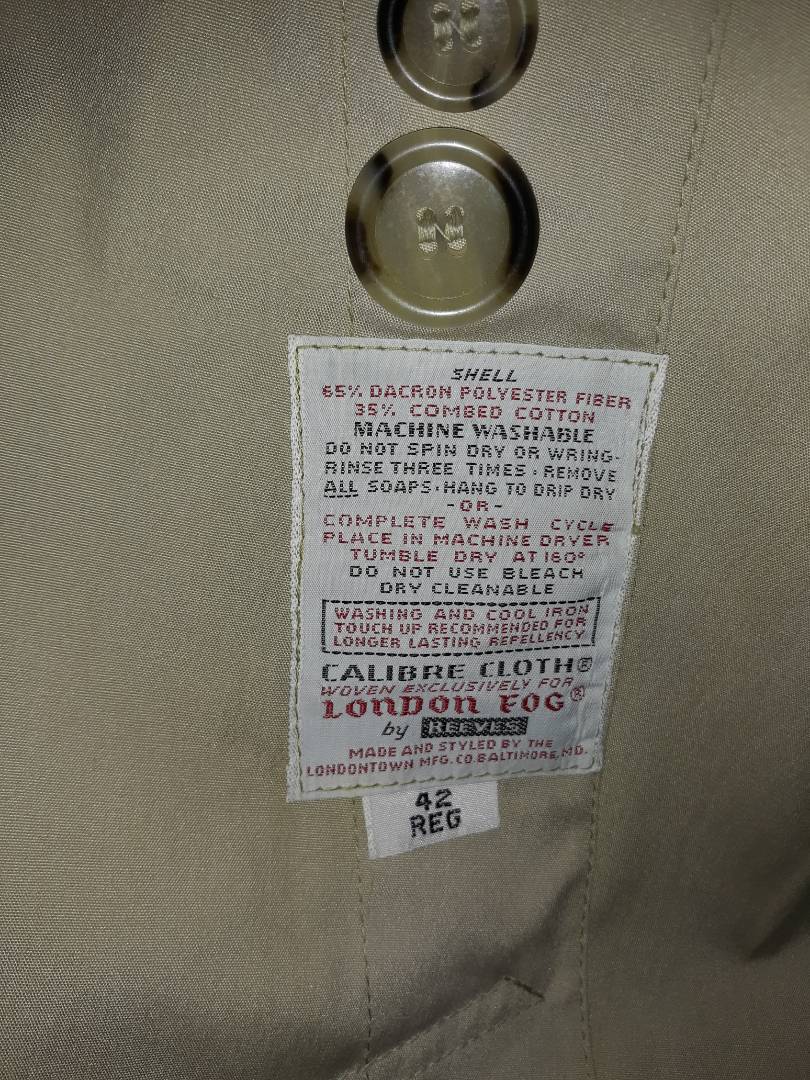 SHELL
65% DACRON POLYESTER FIBER
35% COMBED COTTON
MACHINE WASHABLE
DO NOT SPIN DRY OR WRING-
RINSE THREE TIMES · REMOVE
ALL SOAPS · HANG TO DRIP DRY
-OR-
COMPLETE WASH CYCLE
PLACE IN MACHINE DRYER
TUMBLE DRY AT 160°
DO NOT USE BLEACH
DRY CLEANABLE
WASHING AND COOL IRON
TOUCH UP RECOMMENDED FOR
LONGER LASTING REPELLENCY
CALIBRE CLOTH®
WOVEN EXCLUSIVELY FOR
LONDON FOG®
by REEVES
MADE AND STYLED BY THE
LONDONTOWN MFG. CO. BALTIMORE, MD.
42
REG